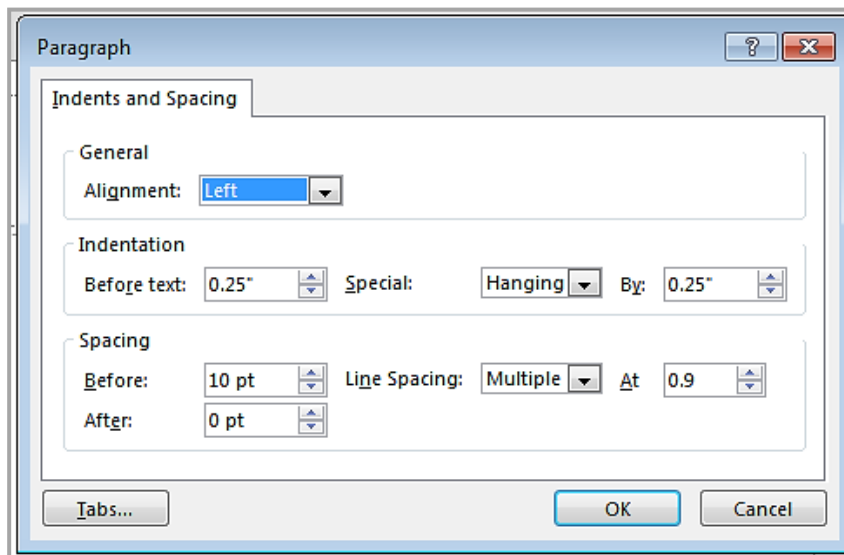 Paragraph
Indents and Spacing
General
Alignment: Left
Indentation
Before text: 0.25" Special: Hanging By: 0.25"
Spacing
Before: 10 pt Line Spacing: Multiple At 0.9
After: 0 pt
Tabs... OK Cancel